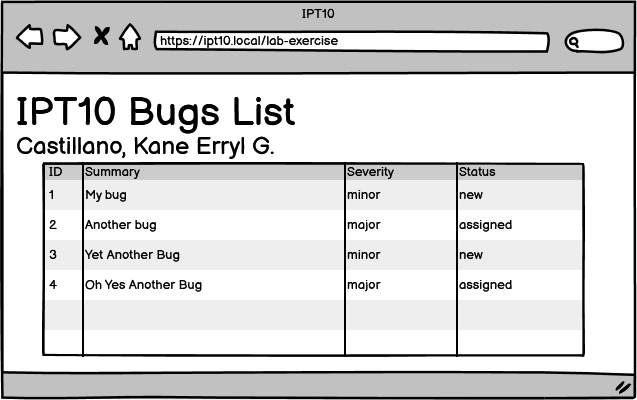 IPT10
https://ipt10.local/lab-exercise
IPT10 Bugs List
Castillano, Kane Erryl G.
ID Summary Severity Status
1 My bug minor new
2 Another bug major assigned
3 Yet Another Bug minor new
4 Oh Yes Another Bug major assigned